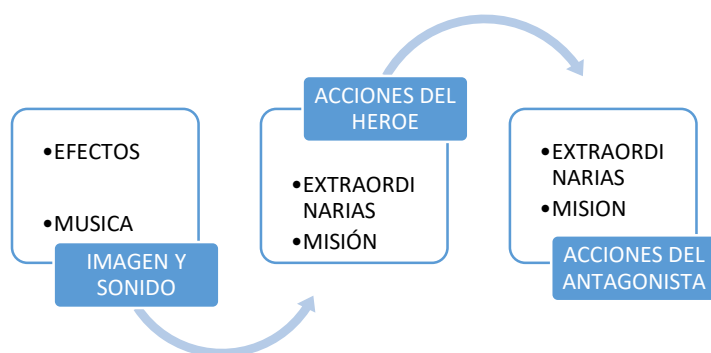 •EFECTOS
•MUSICA
IMAGEN Y
SONIDO
ACCIONES DEL
HEROE
•EXTRAORDI
NARIAS
•MISIÓN
•EXTRAORDI
NARIAS
•MISION
ACCIONES DEL
ANTAGONISTA